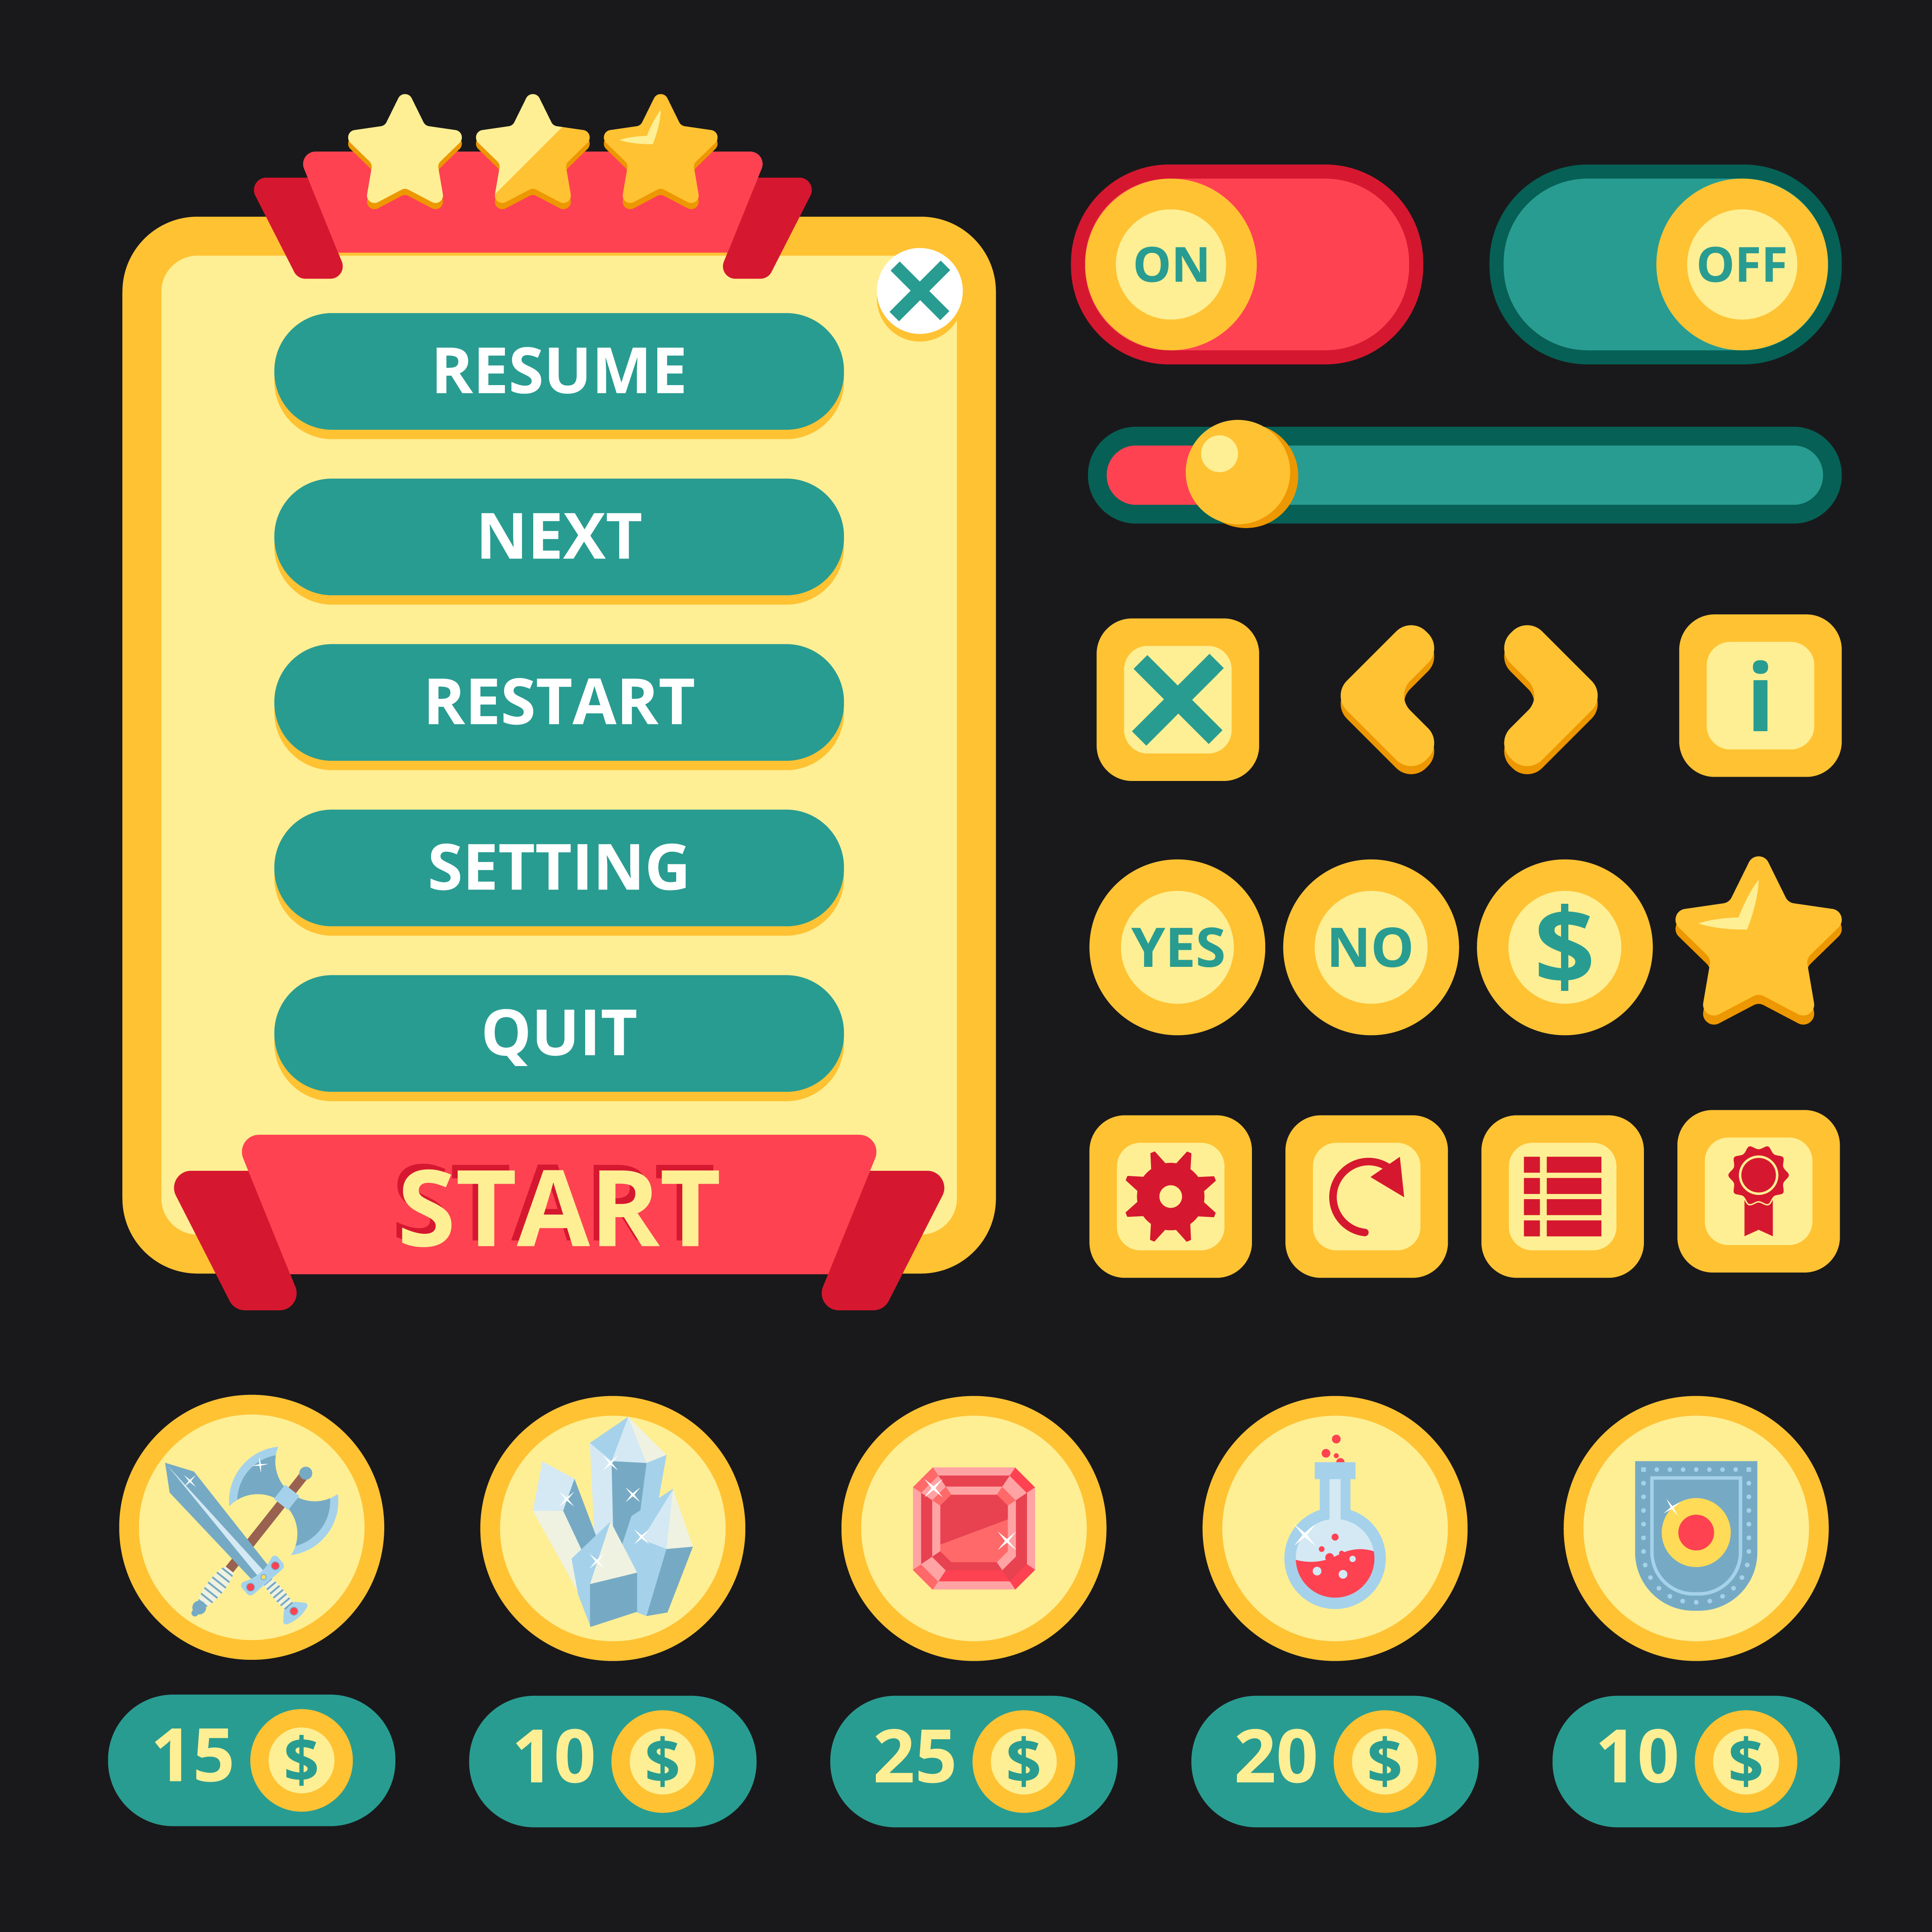 RESUME
NEXT
RESTART
SETTING
QUIT
START
ON
OFF
i
YES
NO
$
15 $
10 $
25 $
20 $
10 $